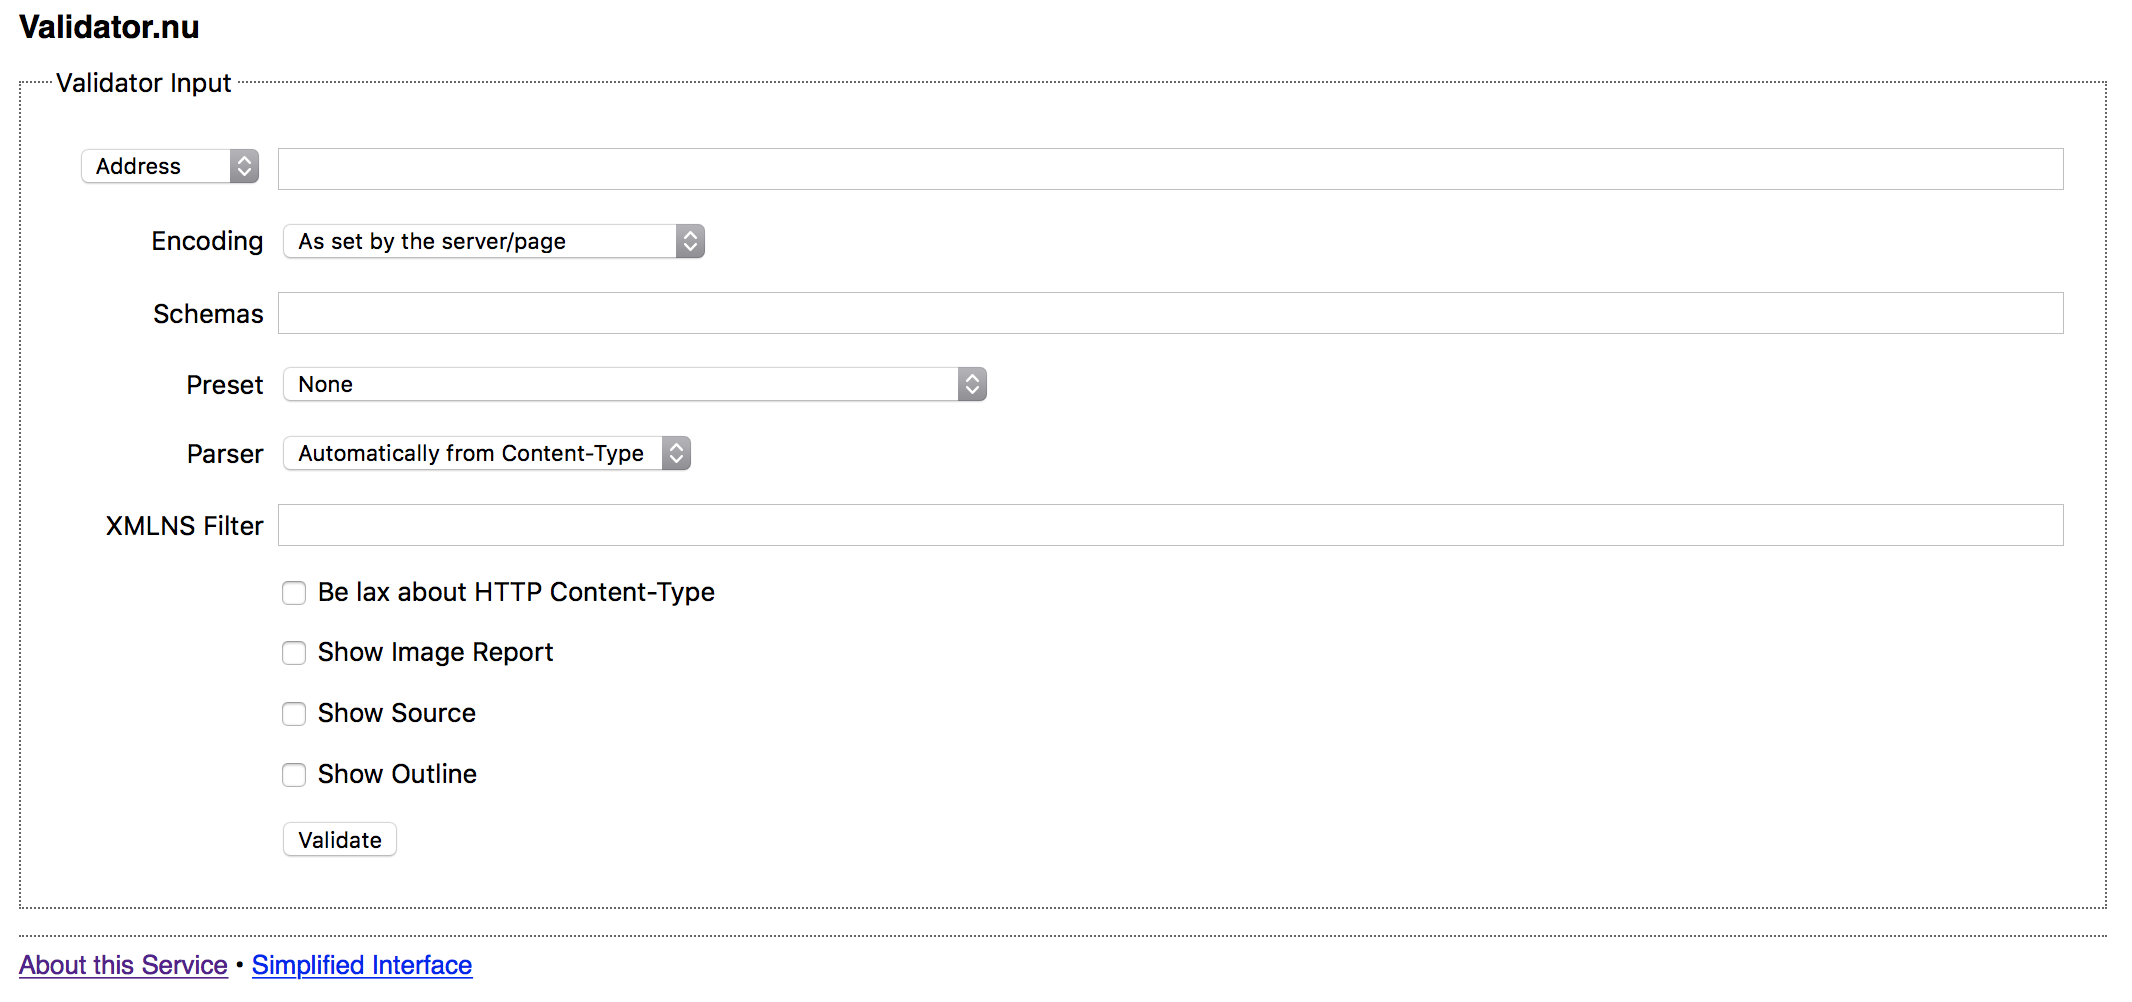 Validator.nu
Validator Input
Address
Encoding As set by the server/page
Schemas
Preset None
Parser Automatically from Content-Type
XMLNS Filter
Be lax about HTTP Content-Type
Show Image Report
Show Source
Show Outline
Validate
About this Service • Simplified Interface